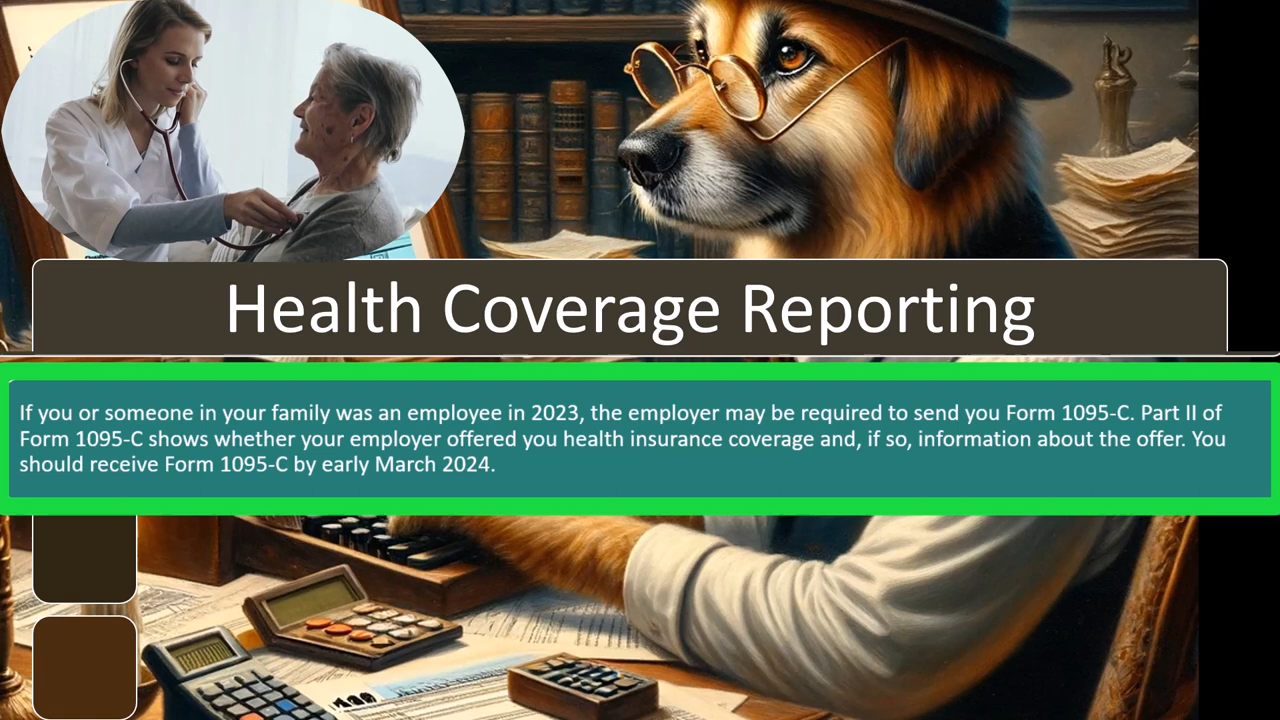 Health Coverage Reporting
If you or someone in your family was an employee in 2023, the employer may be required to send you Form 1095-C. Part II of
Form 1095-C shows whether your employer offered you health insurance coverage and, if so, information about the offer. You
should receive Form 1095-C by early March 2024.